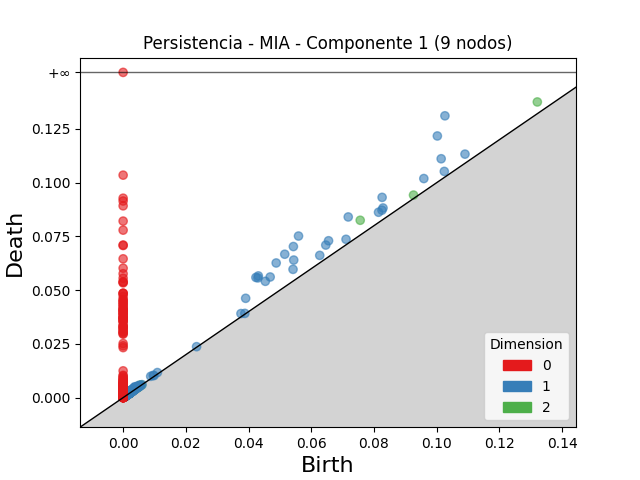 Persistencia - MIA - Componente 1 (9 nodos)
+∞
0.125
0.100
0.075
0.050
0.025
0.000
Death
Dimension
0
1
2
0.00 0.02 0.04 0.06 0.08 0.10 0.12 0.14
Birth